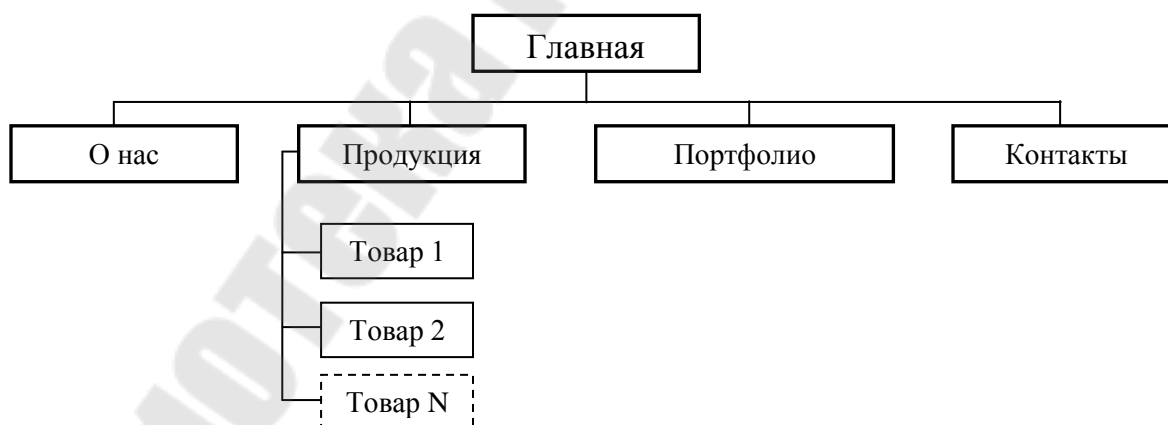 Главная
О нас
Продукция
Портфолио
Контакты
Товар 1
Товар 2
Товар N